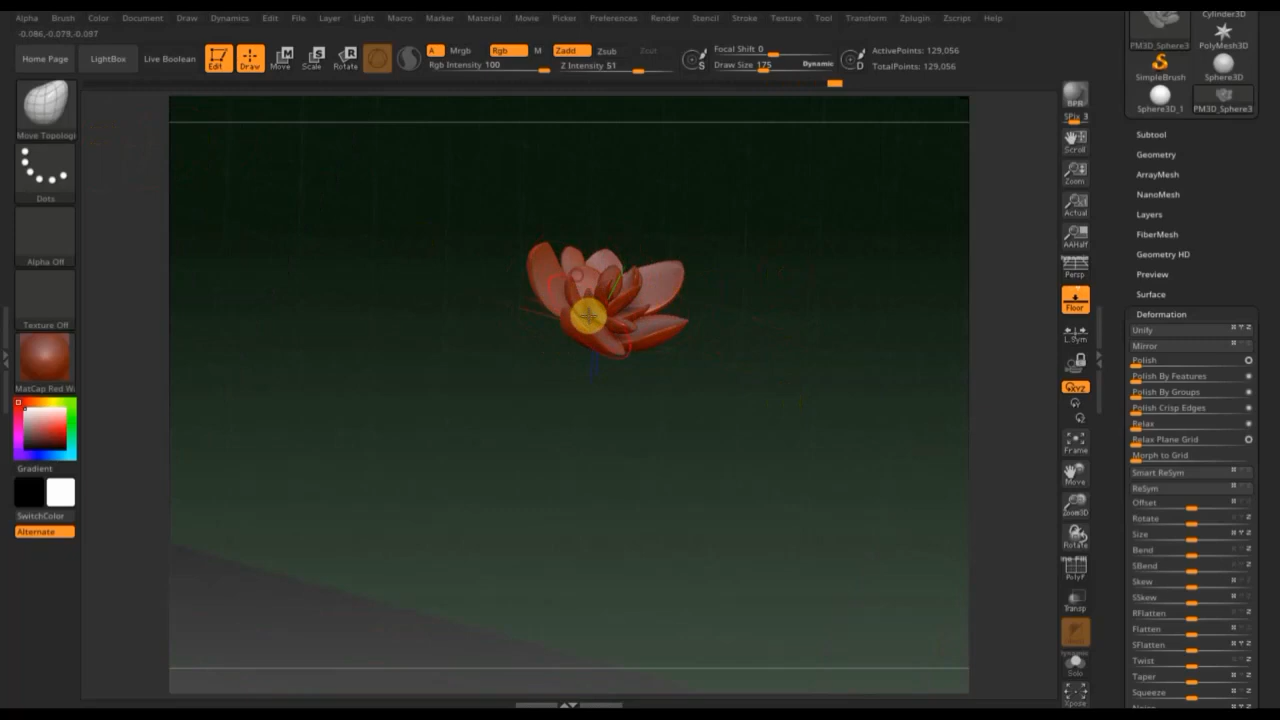 Alpha Brush Color Document Draw Dynamics Edit File Layer Light Macro Marker Material Movie Picker Preferences Render Stencil Stroke Texture Tool Transform Zplugin Zscript Help
-0.086,-0.079,-0.097
Home Page LightBox Live Boolean Edit Draw Move Scale Rotate
A Mrgb Rgb M Zadd Zsub Zcut
Rgb Intensity 100 Z Intensity 51
S Focal Shift 0
Draw Size 175 Dynamic
D ActivePoints: 129,056
TotalPoints: 129,056
Move Topologi
Dots
Alpha Off
Texture Off
MatCap Red W
Gradient
SwitchColor
Alternate
BPR
SPix 3
Scroll
Zoom
Actual
AAHalf
Dynamic
Persp
Floor
L.Sym
XYZ
Frame
Move
Zoom3D
Rotate
PolyF
Transp
Dynamic
Solo
Xpose
Cylinder3D
PM3D_Sphere3 PolyMesh3D
SimpleBrush Sphere3D
Sphere3D_1 PM3D_Sphere3
Subtool
Geometry
ArrayMesh
NanoMesh
Layers
FiberMesh
Geometry HD
Preview
Surface
Deformation
Unify
Mirror
Polish
Polish By Features
Polish By Groups
Polish Crisp Edges
Relax
Relax Plane Grid
Morph to Grid
Smart ReSym
ReSym
Offset
Rotate
Size
Bend
SBend
Skew
SSkew
RFlatten
Flatten
SFlatten
Twist
Taper
Squeeze